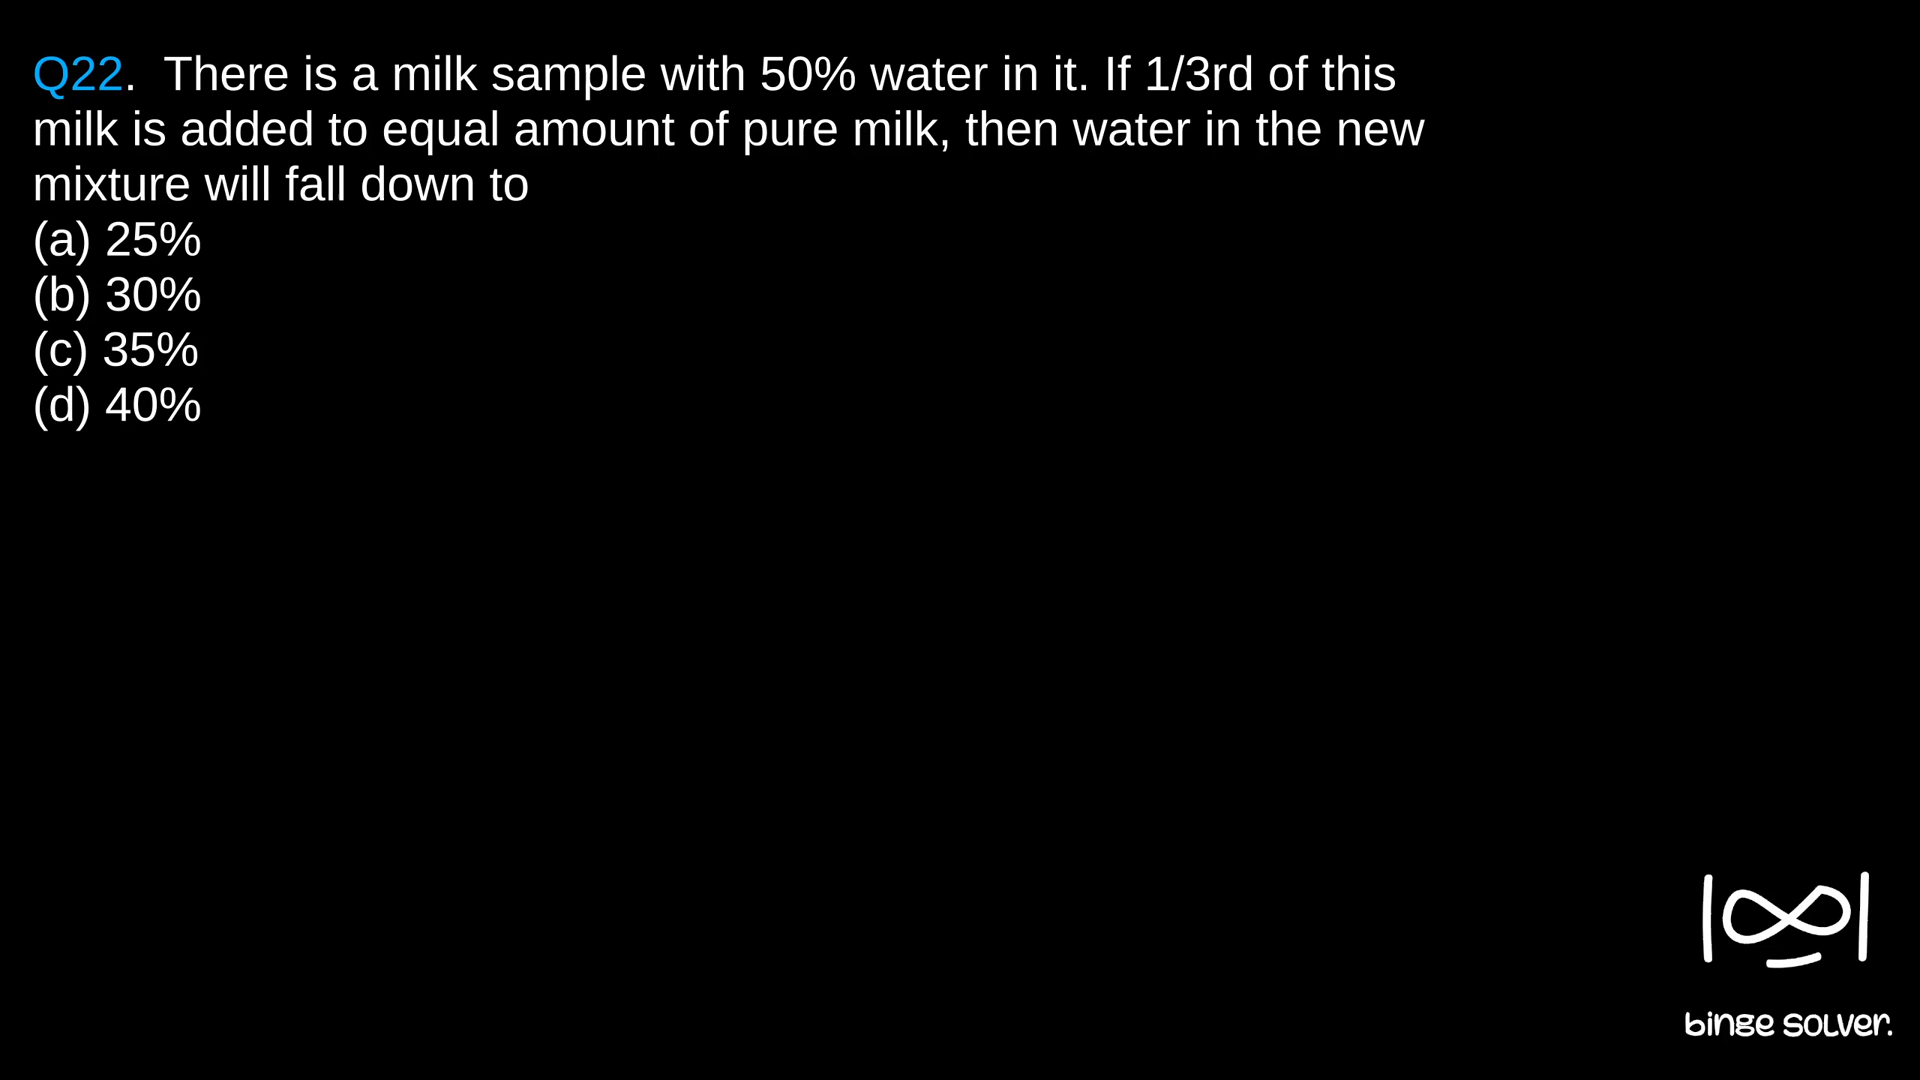 Q22. There is a milk sample with 50% water in it. If 1/3rd of this
milk is added to equal amount of pure milk, then water in the new
mixture will fall down to
(a) 25%
(b) 30%
(c) 35%
(d) 40%
binge solver.